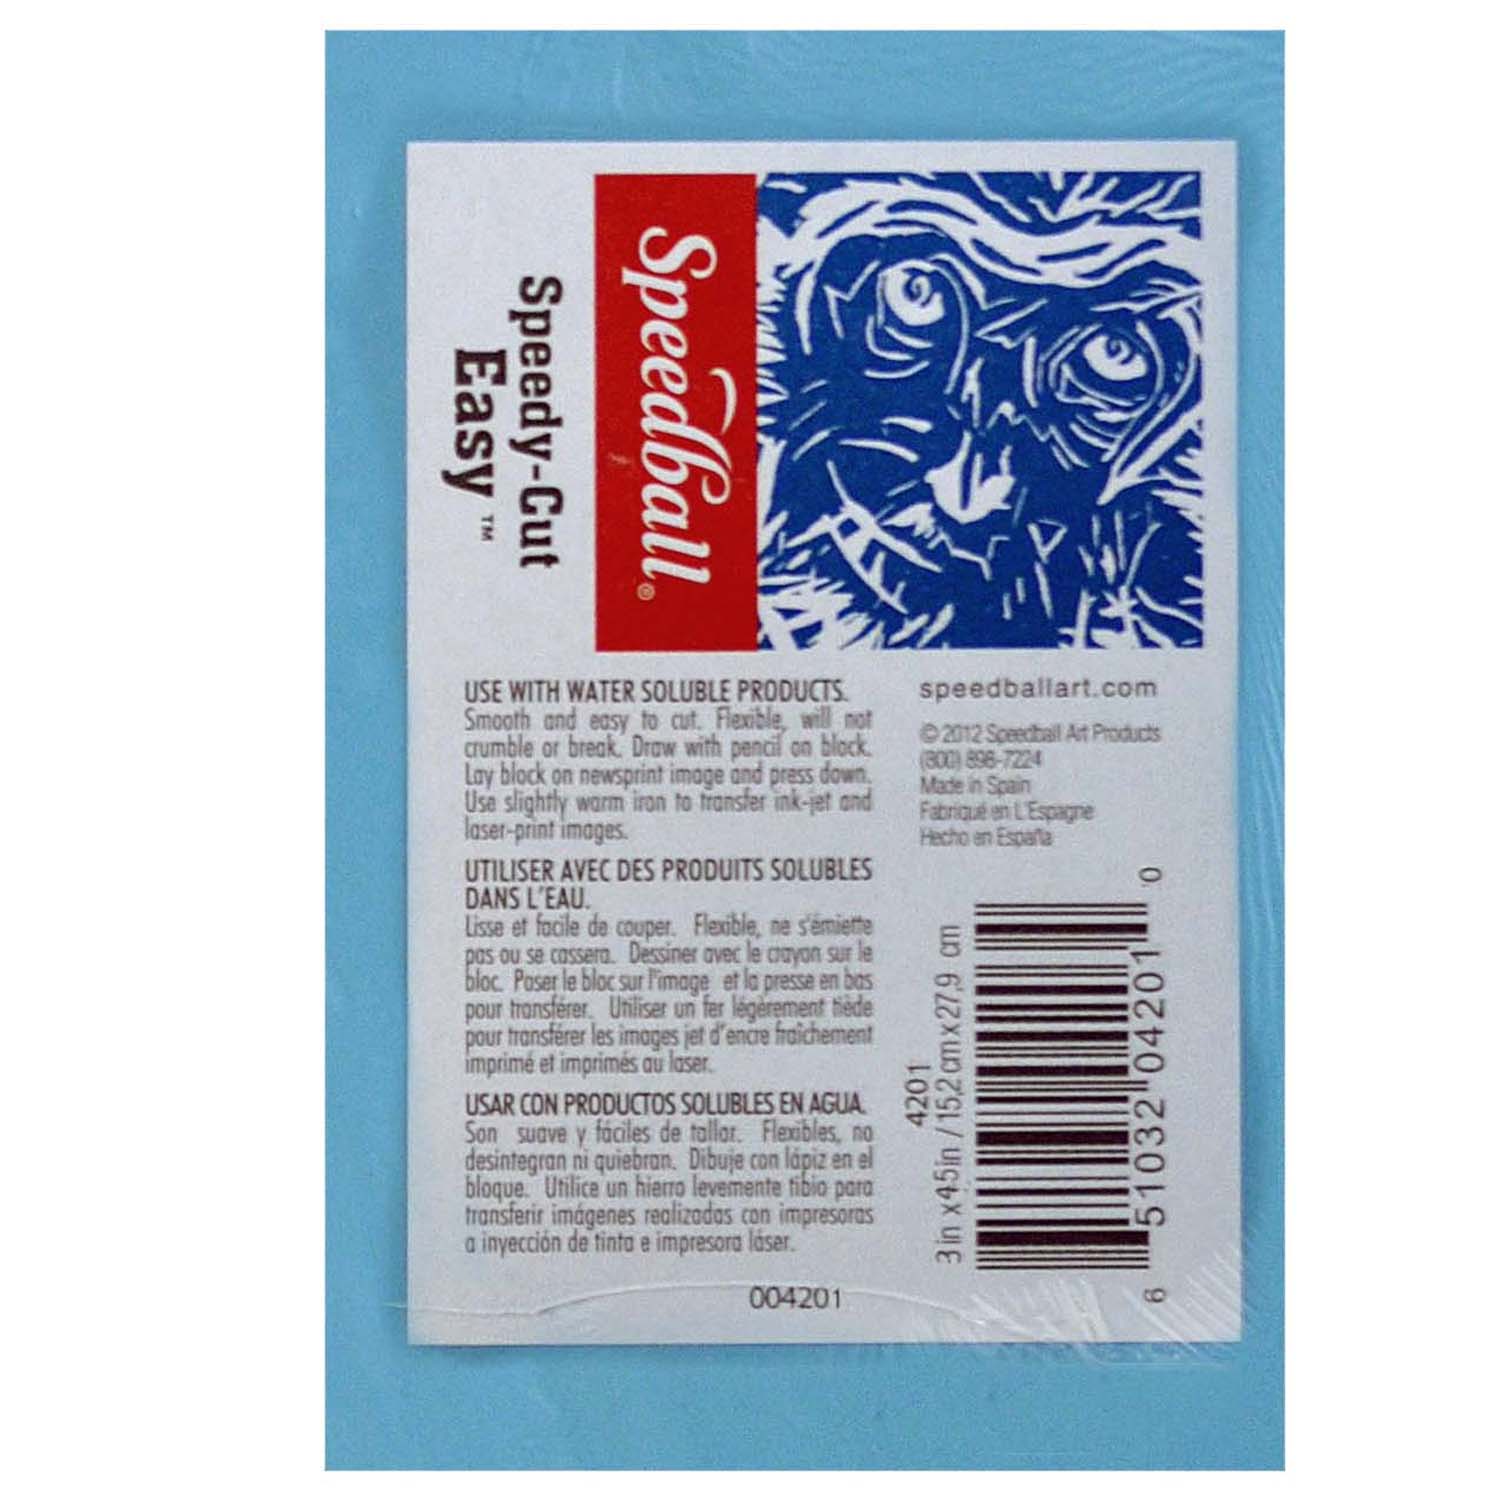 Speedball®
Speedy-Cut
Easy™
USE WITH WATER SOLUBLE PRODUCTS.
Smooth and easy to cut. Flexible, will not
crumble or break. Draw with pencil on block.
Lay block on newsprint image and press down.
Use slightly warm iron to transfer ink-jet and
laser-print images.
UTILISER AVEC DES PRODUITS SOLUBLES
DANS L'EAU.
Lisse et facile de couper. Flexible, ne s'émiette
pas ou se cassera. Dessiner avec le crayon sur le
bloc. Poser le bloc sur l'image et la presse en bas
pour transférer. Utiliser un fer légèrement tiède
pour transférer les images jet d'encre fraîchement
imprimé et imprimés au laser.
USAR CON PRODUCTOS SOLUBLES EN AGUA.
Son suave y fáciles de tallar. Flexibles, no
desintegran ni quiebran. Dibuje con lápiz en el
bloque. Utilice un hierro levemente tibio para
transferir imágenes realizadas con impresoras
a inyección de tinta e impresora láser.
speedballart.com
© 2012 Speedball Art Products
(800) 898-7224
Made in Spain
Fabriqué en L'Espagne
Hecho en España
4201
3 in x 4.5 in / 15,2 cm x 27,9 cm
6 51032 04201 0
004201